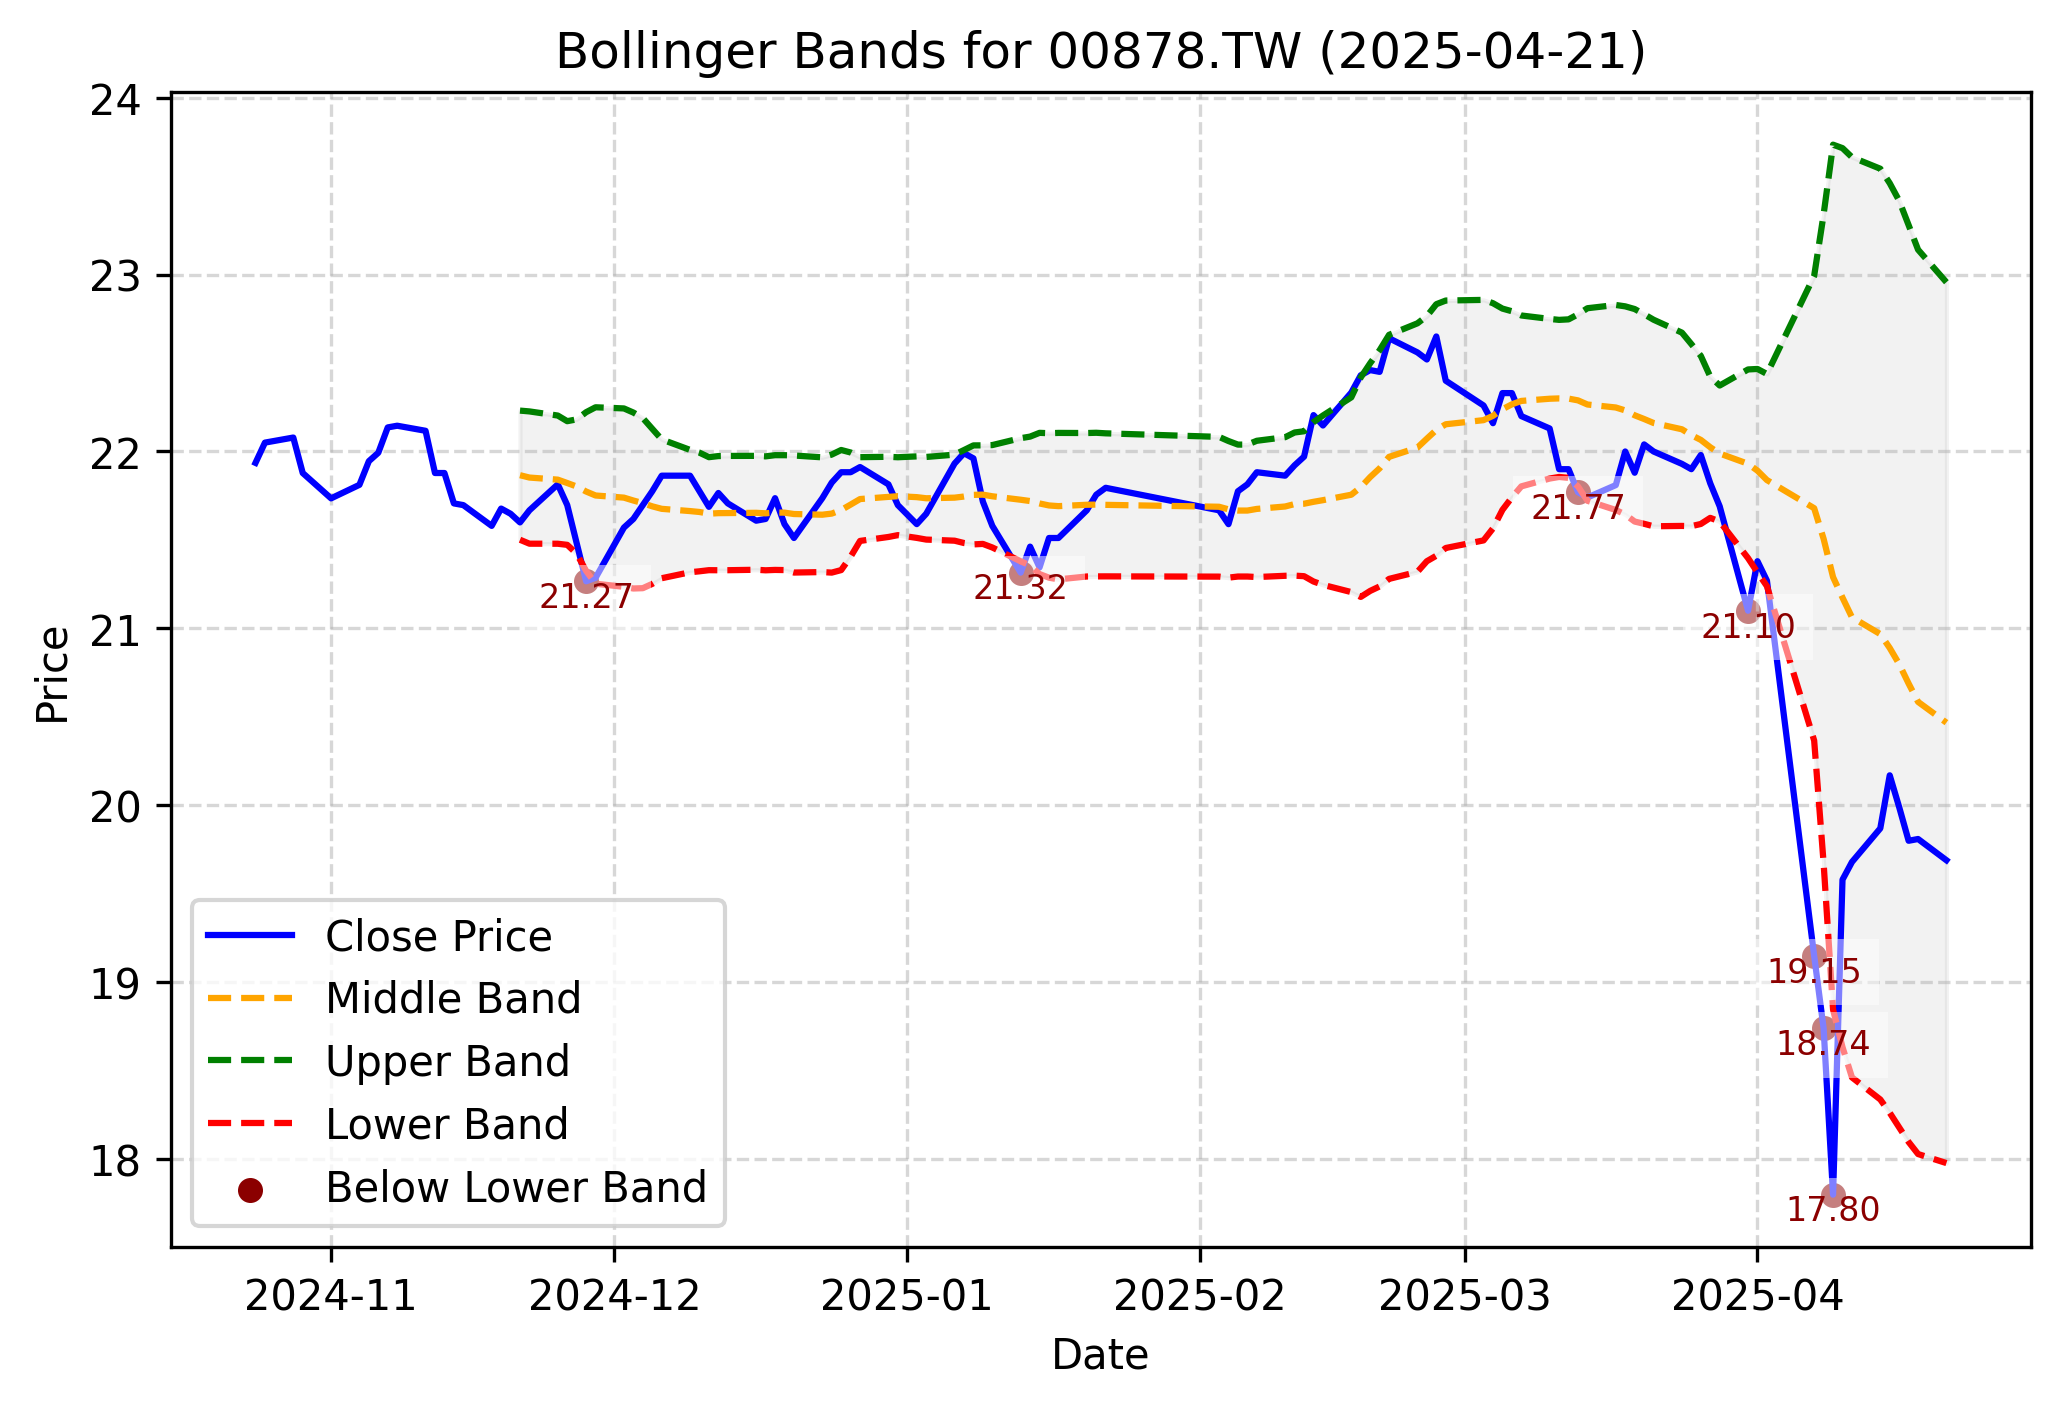 Bollinger Bands for 00878.TW (2025-04-21)
24
23
22
21
20
19
18
Price
21.27
21.32
21.77
21.10
19.15
18.74
17.80
Close Price
Middle Band
Upper Band
Lower Band
Below Lower Band
2024-11
2024-12
2025-01
2025-02
2025-03
2025-04
Date